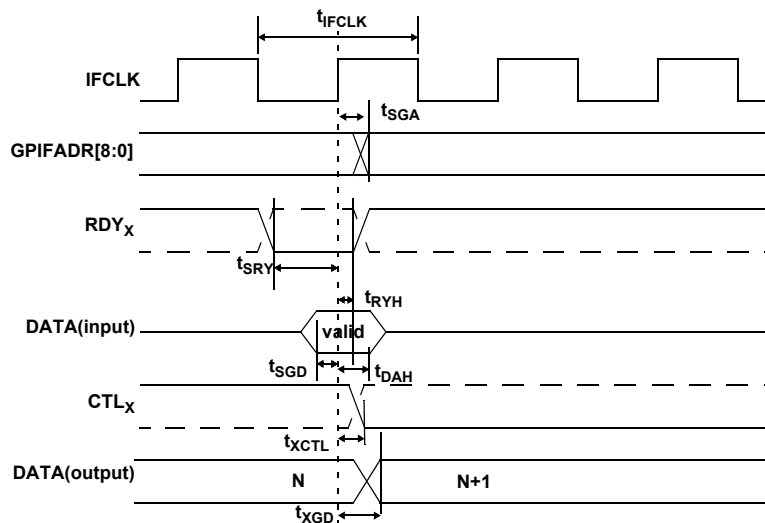 tIFCLK
IFCLK
tSGA
GPIFADR[8:0]
RDYX
tSRY
tRYH
DATA(input)
valid
tSGD
tDAH
CTLX
tXCTL
DATA(output)
N
N+1
tXGD